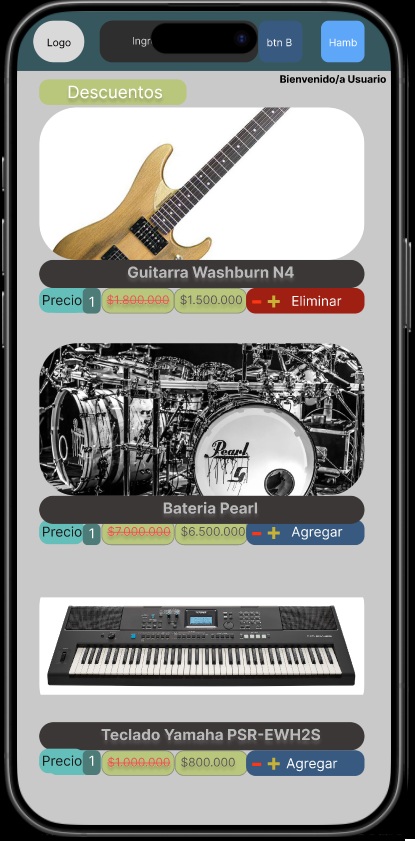 Logo
Ingr
btn B
Hamb
Bienvenido/a Usuario
Descuentos
Guitarra Washburn N4
Precio 1 $1.800.000 $1.500.000 - + Eliminar
Pearl
Bateria Pearl
Precio 1 $7.000.000 $6.500.000 - + Agregar
Teclado Yamaha PSR-EWH2S
Precio 1 $1.000.000 $800.000 - + Agregar